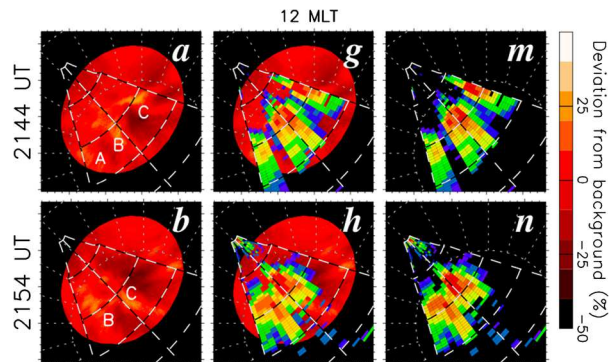 12 MLT
a
g
m
2144 UT
A
B
C
b
h
n
2154 UT
B
C
25
0
−25
−50
Deviation from background (%)